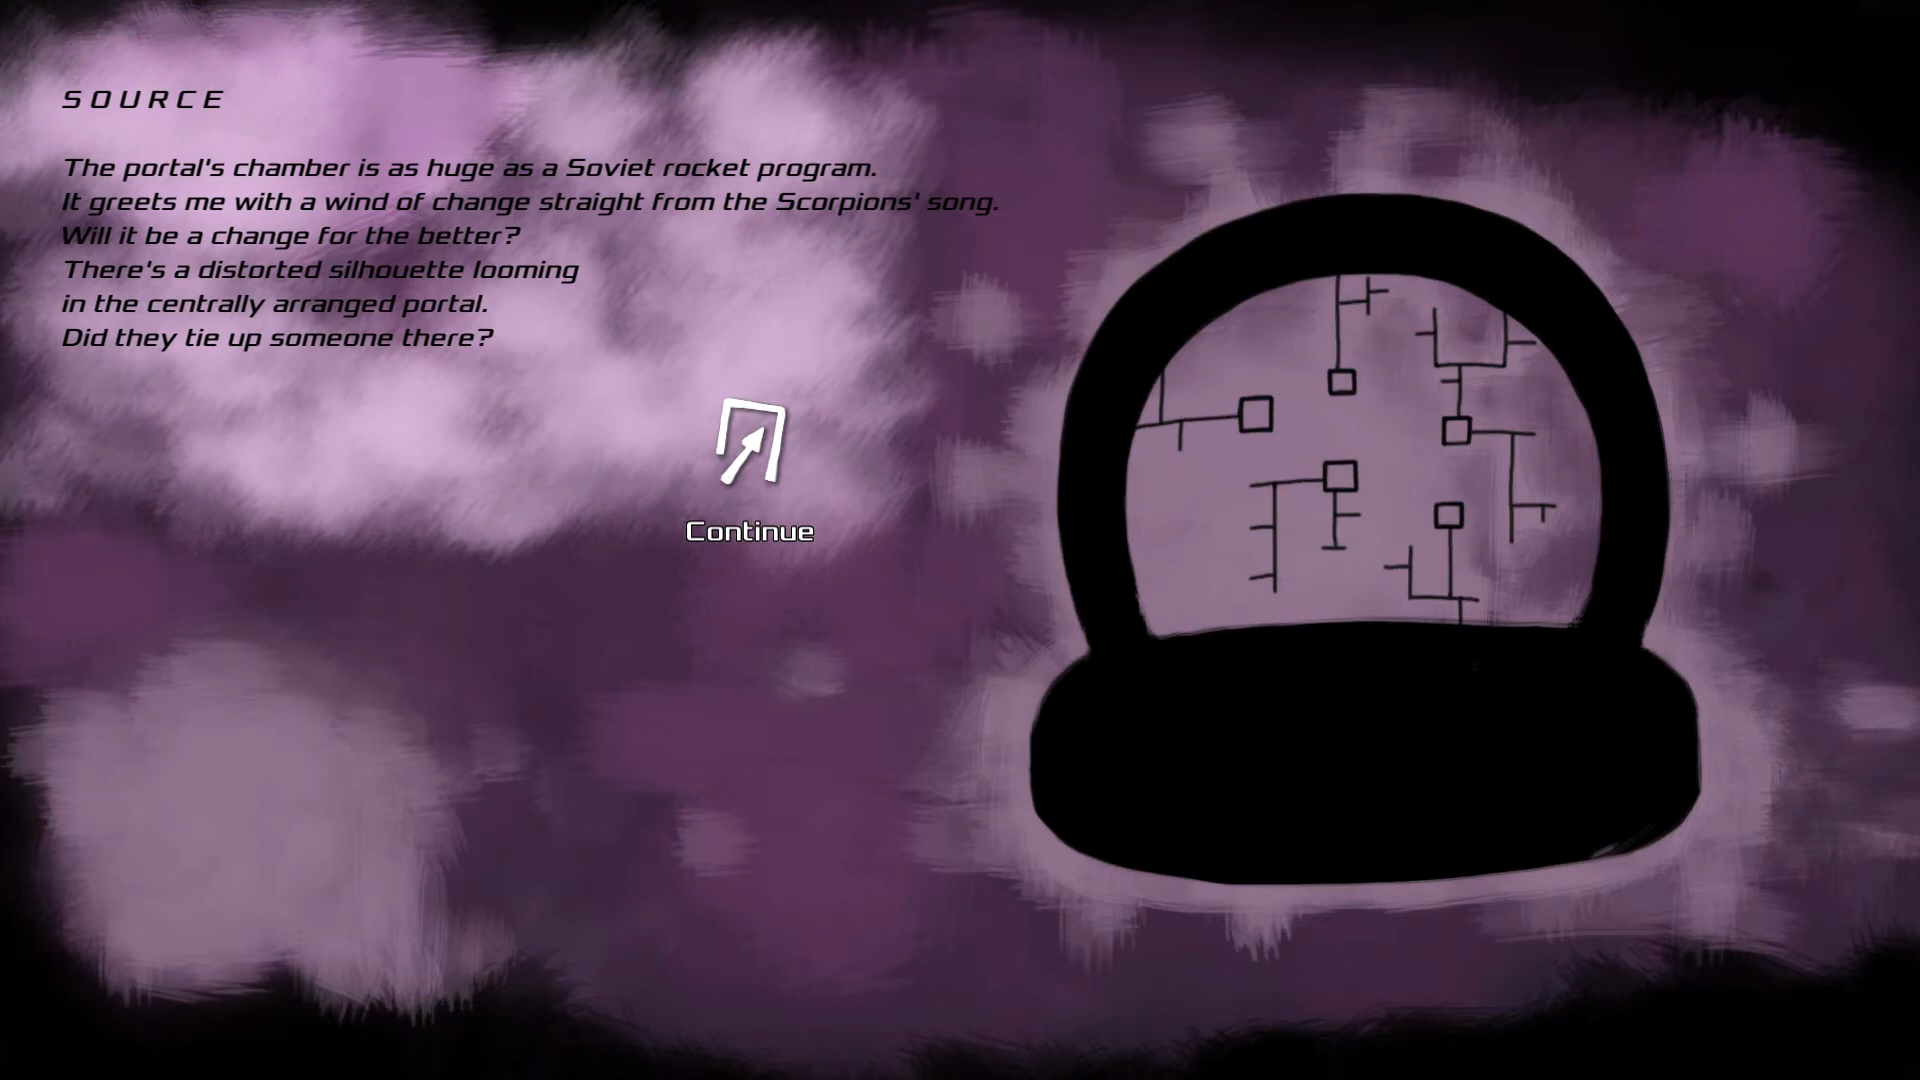 SOURCE
The portal's chamber is as huge as a Soviet rocket program.
It greets me with a wind of change straight from the Scorpions' song.
Will it be a change for the better?
There's a distorted silhouette looming
in the centrally arranged portal.
Did they tie up someone there?
Continue